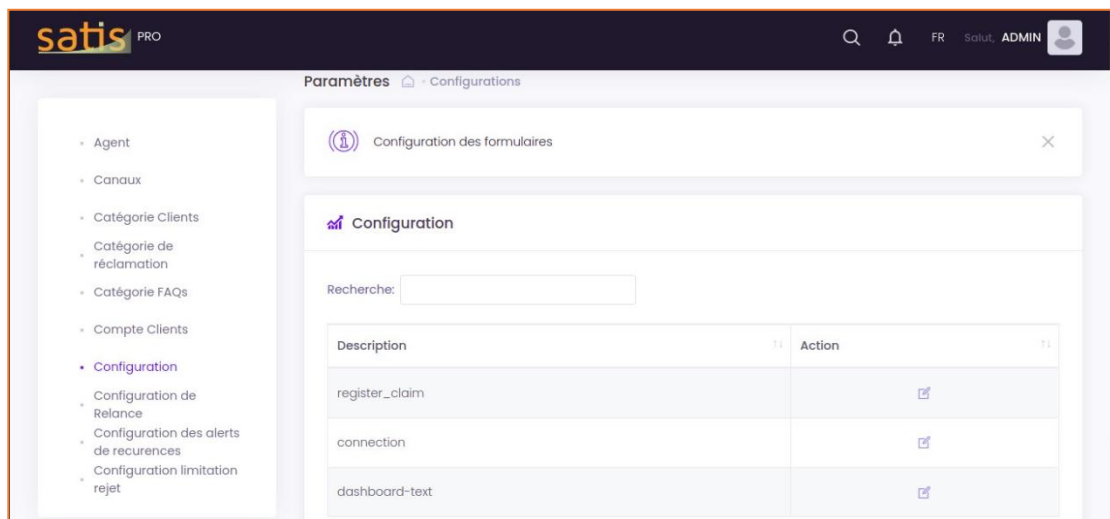 satis PRO
FR Salut, ADMIN
Paramètres - Configurations
Agent
Canaux
Catégorie Clients
Catégorie de
réclamation
Catégorie FAQs
Compte Clients
Configuration
Configuration de
Relance
Configuration des alerts
de recurences
Configuration limitation
rejet
Configuration des formulaires
Configuration
Recherche:
Description Action
register_claim
connection
dashboard-text